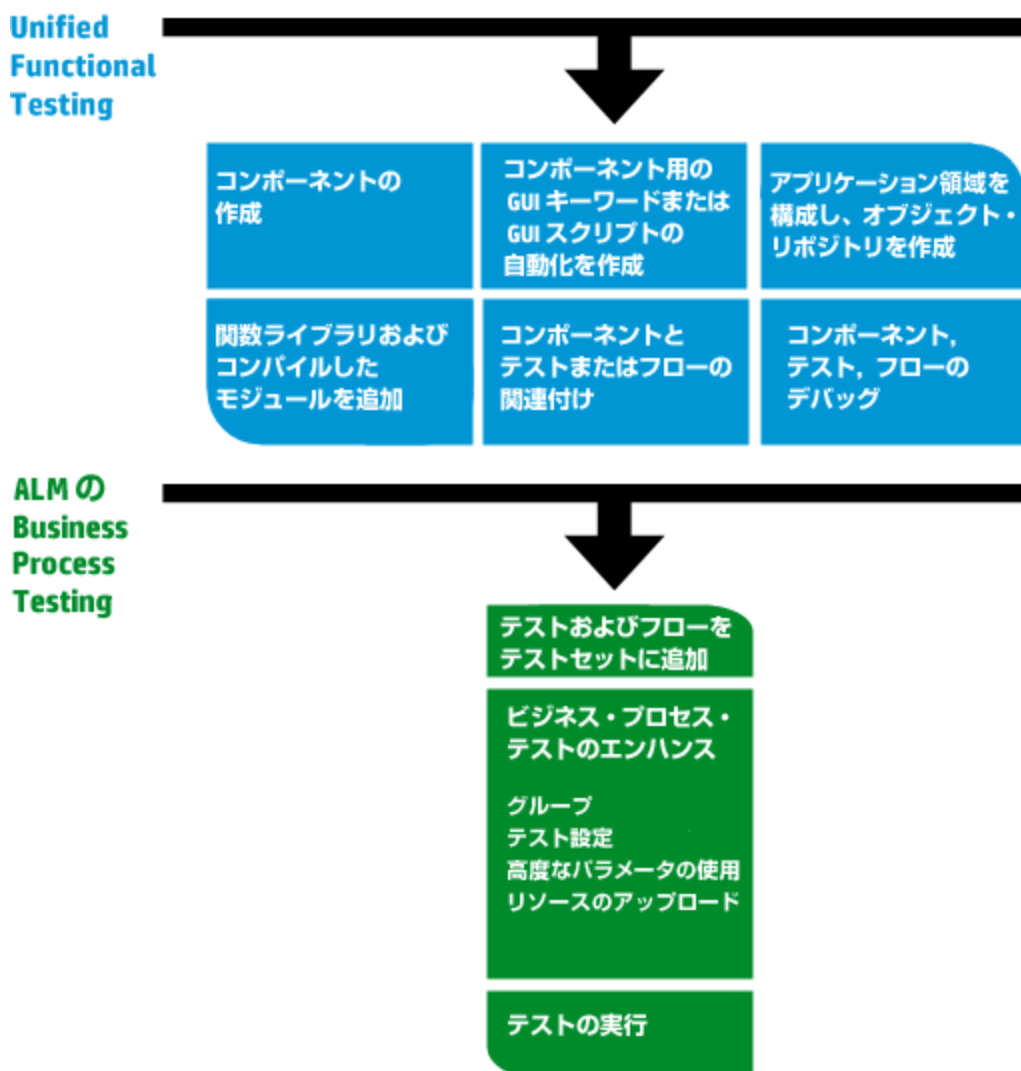 Unified
Functional
Testing
コンポーネントの
作成
コンポーネント用の
GUI キーワードまたは
GUI スクリプトの
自動化を作成
アプリケーション領域を
構成し、オブジェクト・
リポジトリを作成
関数ライブラリおよび
コンパイルした
モジュールを追加
コンポーネントと
テストまたはフローの
関連付け
コンポーネント,
テスト, フローの
デバッグ
ALM の
Business
Process
Testing
テストおよびフローを
テストセットに追加
ビジネス・プロセス・
テストのエンハンス
グループ
テスト設定
高度なパラメータの使用
リソースのアップロード
テストの実行